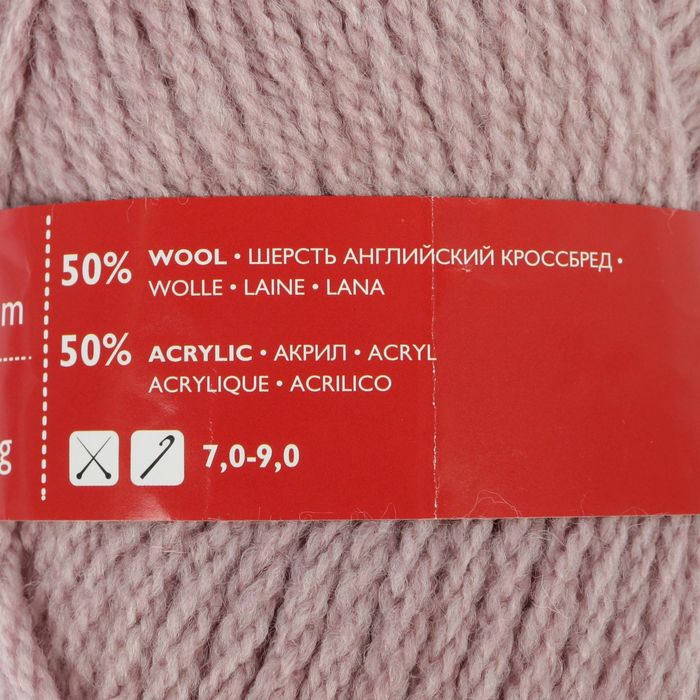 50% WOOL • ШЕРСТЬ АНГЛИЙСКИЙ КРОССБРЕД •
WOLLE • LAINE • LANA
m
50% ACRYLIC • АКРИЛ • ACRYL
ACRYLIQUE • ACRILICO
g
7,0-9,0